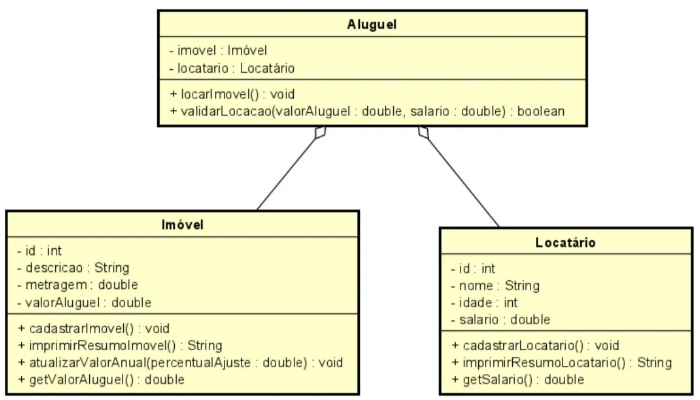 Aluguel
- imovel : Imóvel
- locatario : Locatário
+ locarImovel() : void
+ validarLocacao(valorAluguel : double, salario : double) : boolean
Imóvel
- id : int
- descricao : String
- metragem : double
- valorAluguel : double
+ cadastrarImovel() : void
+ imprimirResumoImovel() : String
+ atualizarValorAnual(percentualAjuste : double) : void
+ getValorAluguel() : double
Locatário
- id : int
- nome : String
- idade : int
- salario : double
+ cadastrarLocatario() : void
+ imprimirResumoLocatario() : String
+ getSalario() : double